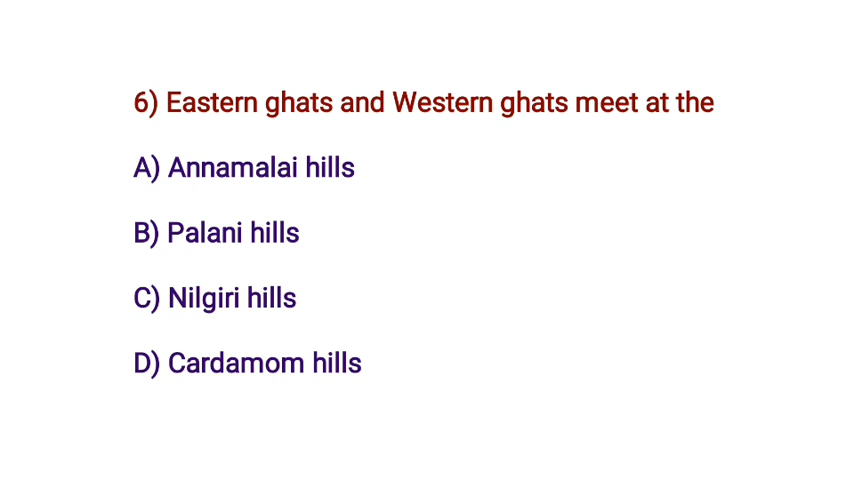 6) Eastern ghats and Western ghats meet at the
A) Annamalai hills
B) Palani hills
C) Nilgiri hills
D) Cardamom hills